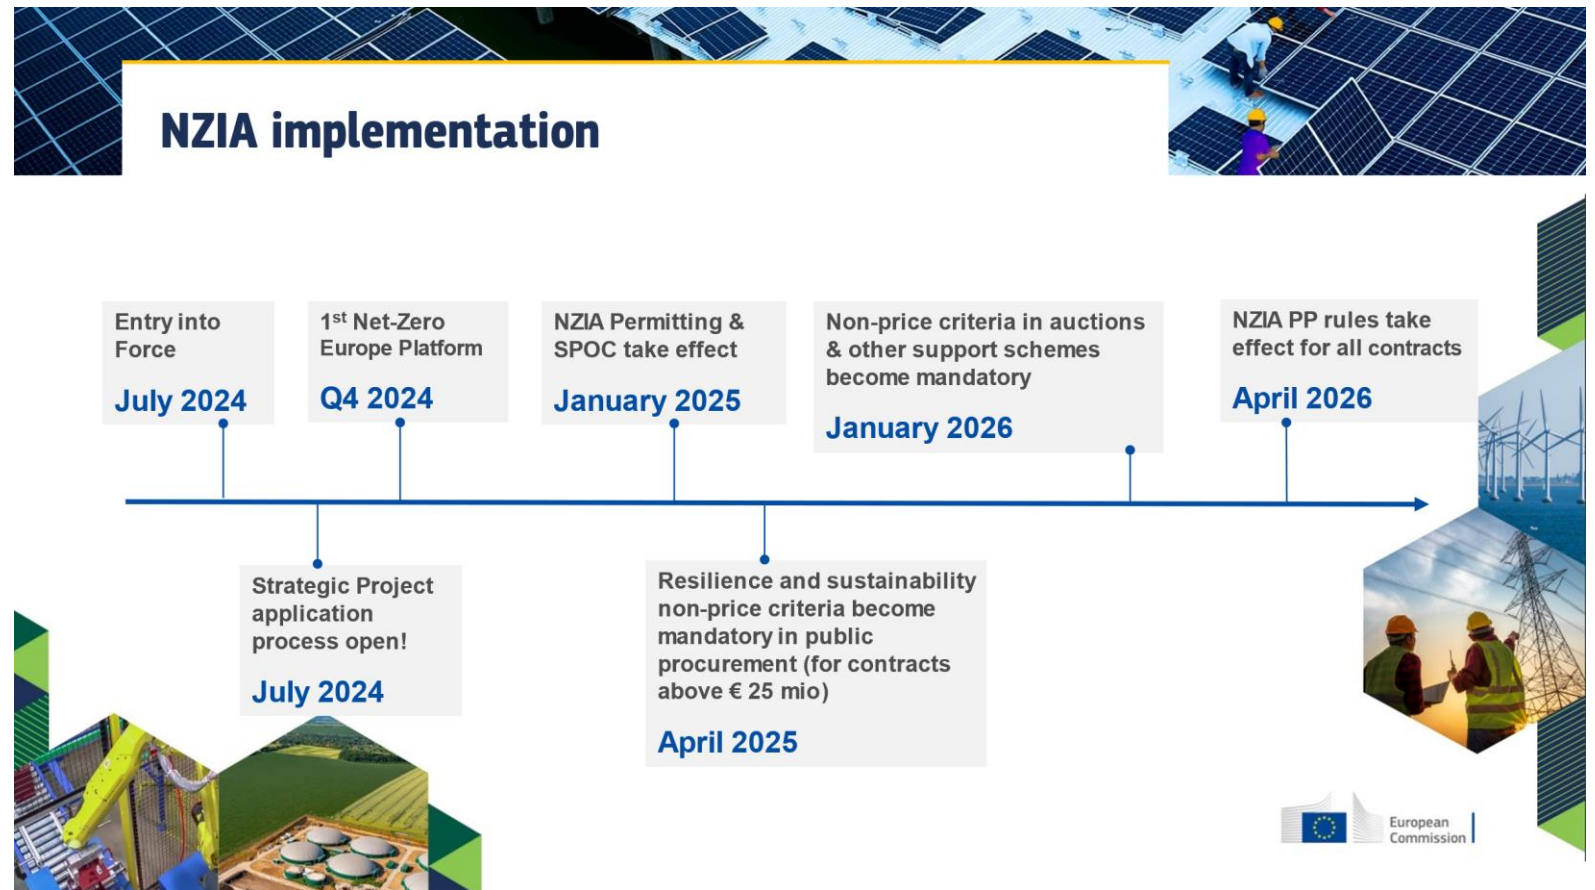 NZIA implementation
Entry into
Force
July 2024
1st Net-Zero
Europe Platform
Q4 2024
NZIA Permitting &
SPOC take effect
January 2025
Non-price criteria in auctions
& other support schemes
become mandatory
January 2026
NZIA PP rules take
effect for all contracts
April 2026
Strategic Project
application
process open!
July 2024
Resilience and sustainability
non-price criteria become
mandatory in public
procurement (for contracts
above € 25 mio)
April 2025
European
Commission